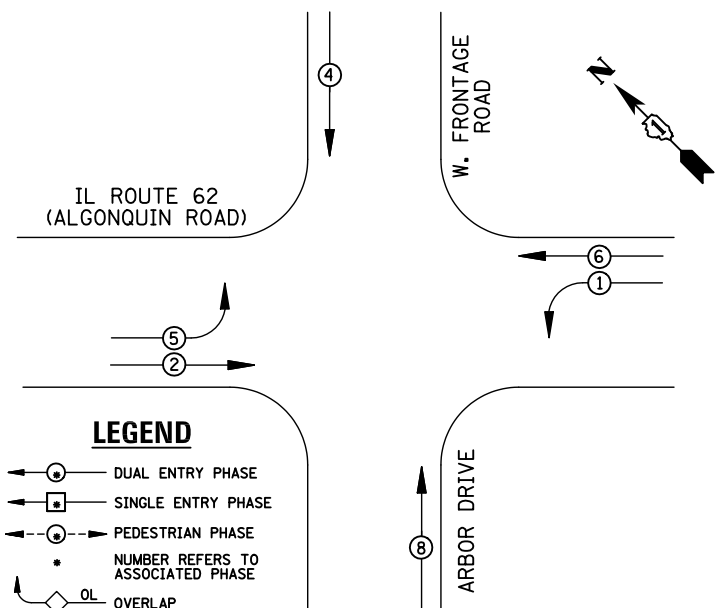 4
W. FRONTAGE
ROAD
N
1
IL ROUTE 62
(ALGONQUIN ROAD)
6
1
5
2
LEGEND
* DUAL ENTRY PHASE
* SINGLE ENTRY PHASE
* PEDESTRIAN PHASE
* NUMBER REFERS TO
ASSOCIATED PHASE
OL OVERLAP
8
ARBOR DRIVE